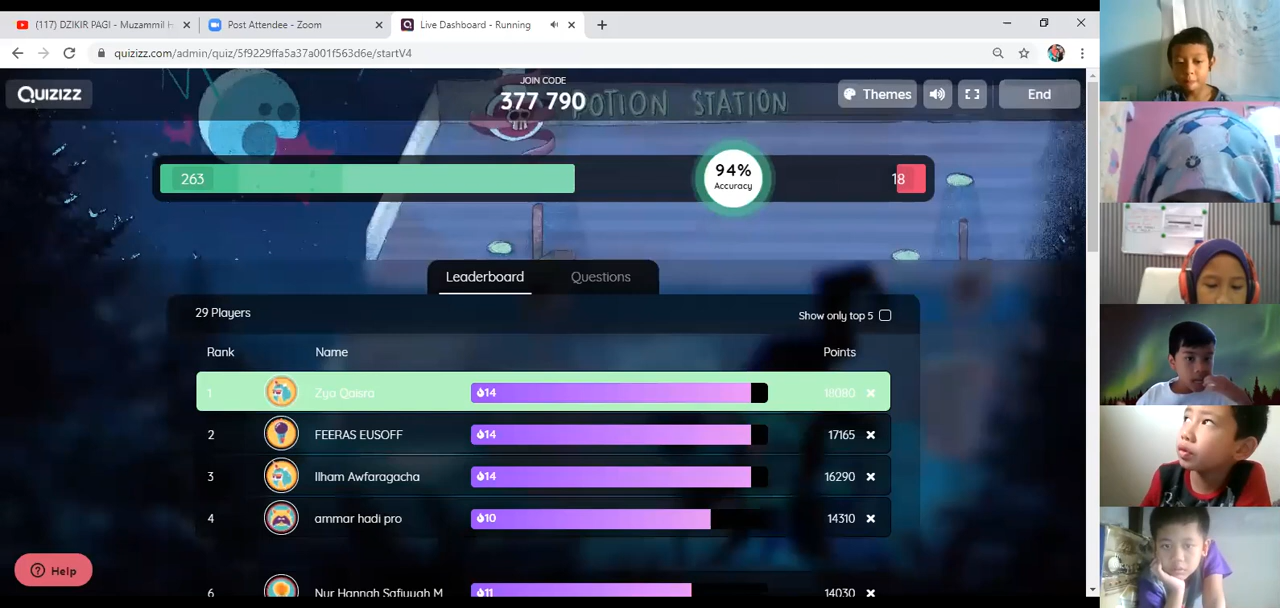 (117) DZIKIR PAGI - Muzammil H
Post Attendee - Zoom
Live Dashboard - Running
quizizz.com/admin/quiz/5f9229ffa5a37a001f563d6e/startV4
Quizizz
JOIN CODE
377 790
POTION STATION
Themes
End
263
94%
Accuracy
18
Leaderboard
Questions
29 Players
Show only top 5
Rank Name Points
1 Zya Qaisra 14 18080
2 FEERAS EUSOFF 14 17165
3 Ilham Awfaragacha 14 16290
4 ammar hadi pro 10 14310
6 Nur Hannah Safiyyah M 11 14030
Help